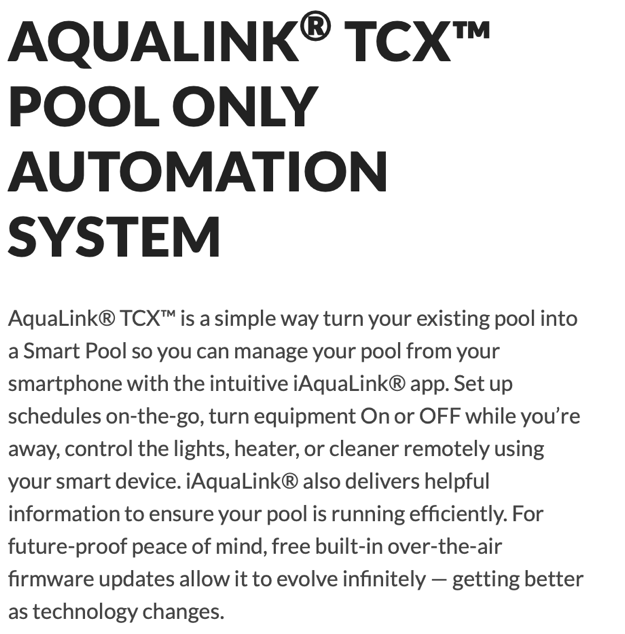 AQUALINK® TCX™
POOL ONLY
AUTOMATION
SYSTEM
AquaLink® TCX™ is a simple way turn your existing pool into
a Smart Pool so you can manage your pool from your
smartphone with the intuitive iAquaLink® app. Set up
schedules on-the-go, turn equipment On or OFF while you’re
away, control the lights, heater, or cleaner remotely using
your smart device. iAquaLink® also delivers helpful
information to ensure your pool is running efficiently. For
future-proof peace of mind, free built-in over-the-air
firmware updates allow it to evolve infinitely — getting better
as technology changes.